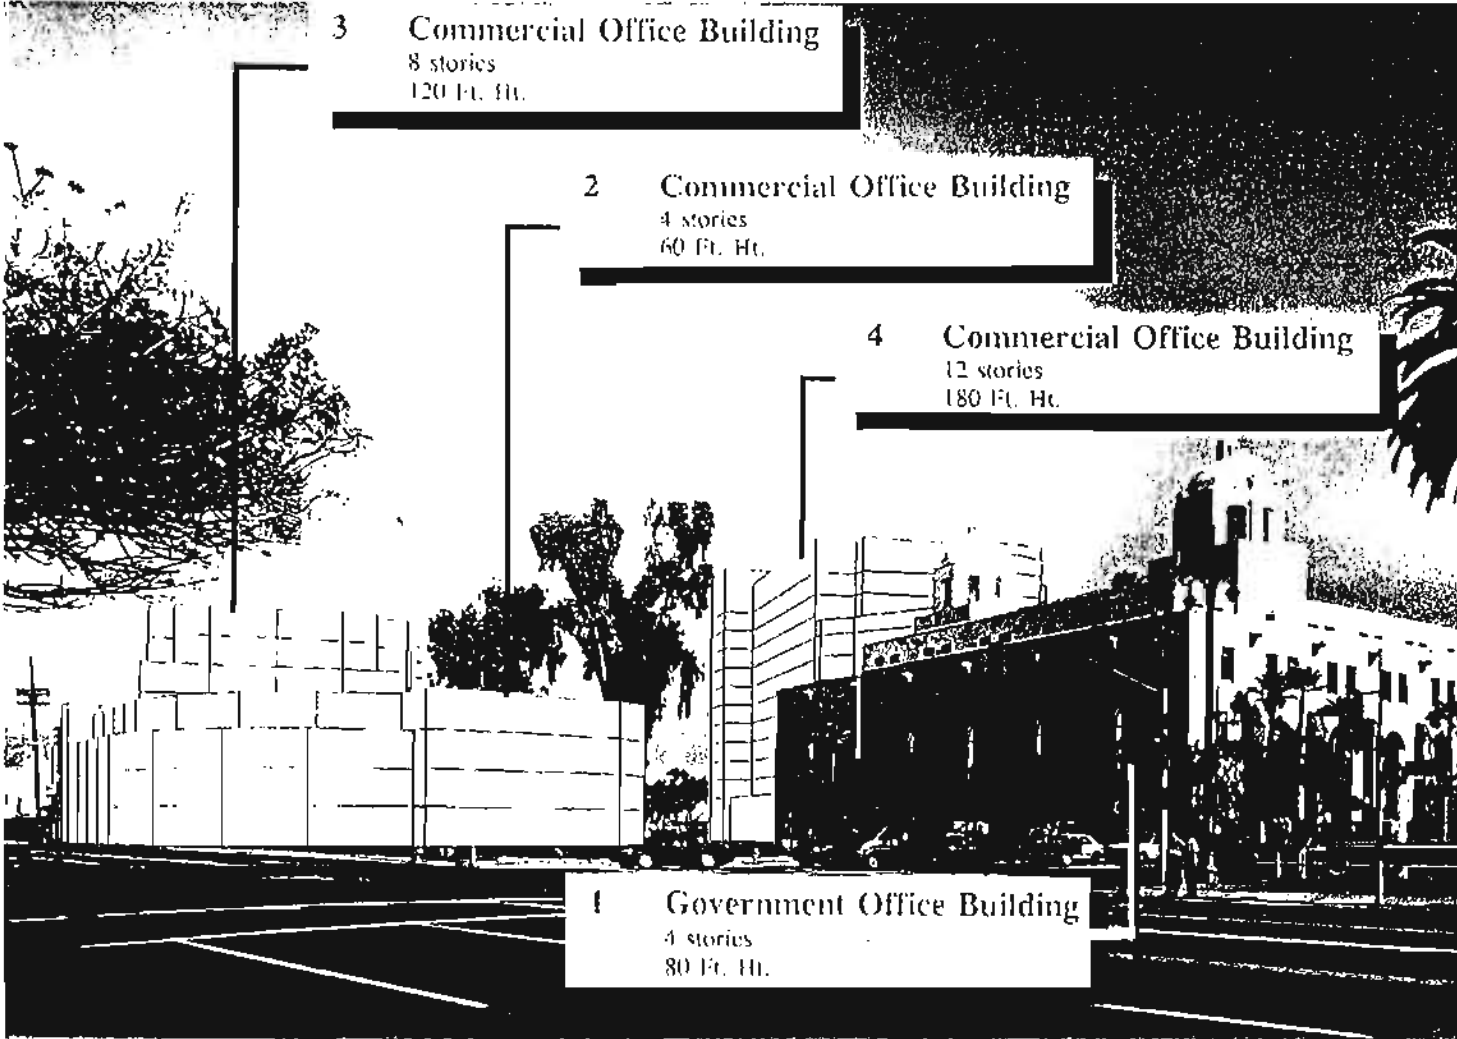 3 Commercial Office Building
8 stories
120 Ft. Ht.
2 Commercial Office Building
4 stories
60 Ft. Ht.
4 Commercial Office Building
12 stories
180 Ft. Ht.
1 Government Office Building
4 stories
80 Ft. Ht.